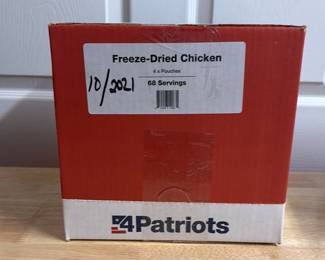 Freeze-Dried Chicken
4 x Pouches
68 Servings
10/2021
4Patriots